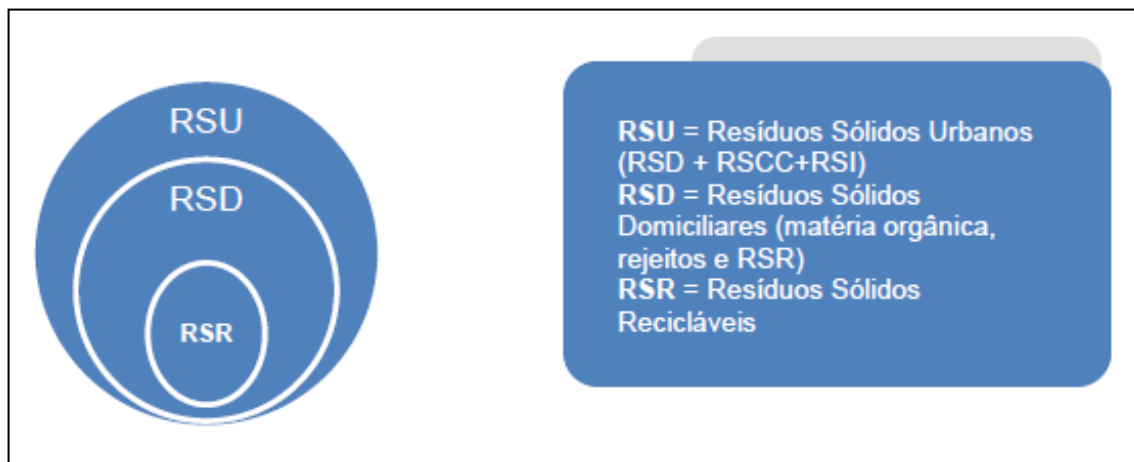 RSU
RSD
RSR
RSU = Resíduos Sólidos Urbanos
(RSD + RSCC+RSI)
RSD = Resíduos Sólidos
Domiciliares (matéria orgânica,
rejeitos e RSR)
RSR = Resíduos Sólidos
Recicláveis